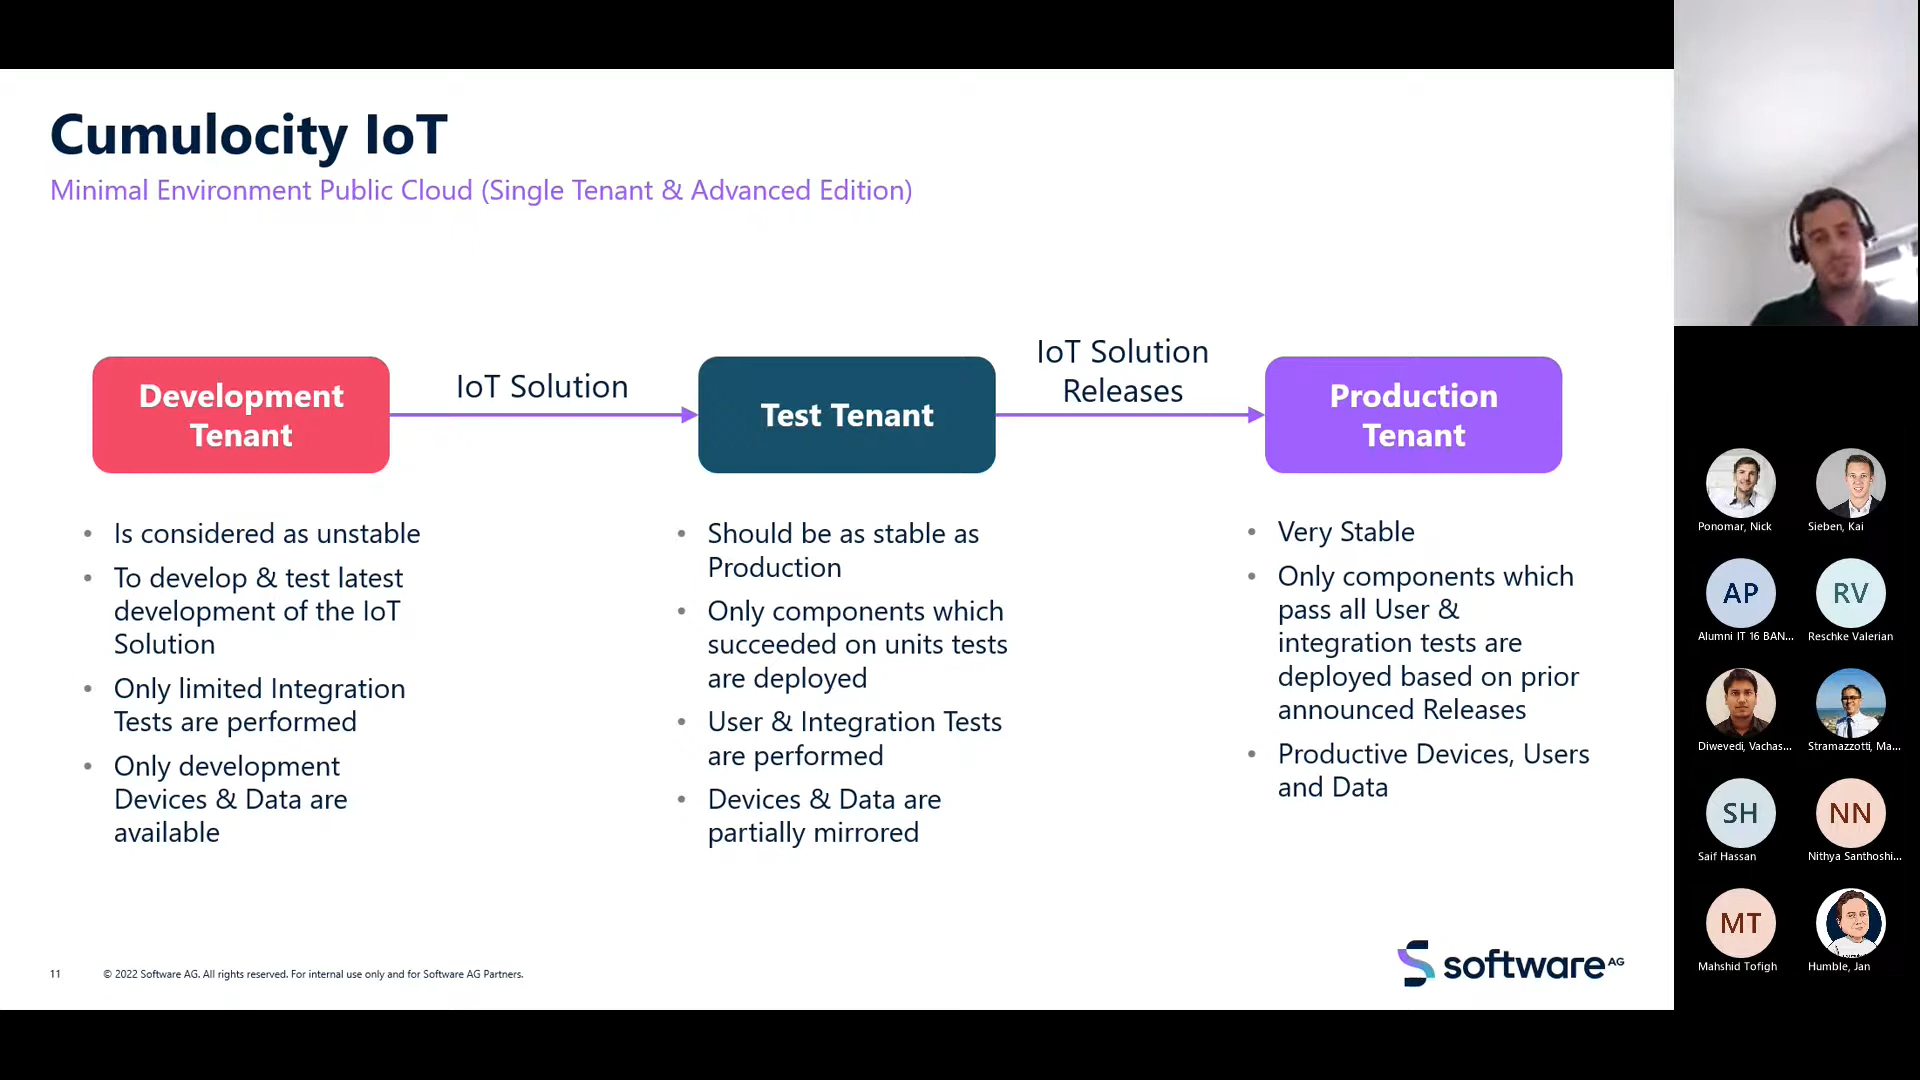 Cumulocity IoT
Minimal Environment Public Cloud (Single Tenant & Advanced Edition)
Development
Tenant
IoT Solution
Test Tenant
IoT Solution
Releases
Production
Tenant
• Is considered as unstable
• To develop & test latest
development of the IoT
Solution
• Only limited Integration
Tests are performed
• Only development
Devices & Data are
available
• Should be as stable as
Production
• Only components which
succeeded on units tests
are deployed
• User & Integration Tests
are performed
• Devices & Data are
partially mirrored
• Very Stable
• Only components which
pass all User &
integration tests are
deployed based on prior
announced Releases
• Productive Devices, Users
and Data
11
© 2022 Software AG. All rights reserved. For internal use only and for Software AG Partners.
software AG
Ponomar, Nick
Sieben, Kai
AP
RV
Alumni IT 16 BAN...
Reschke Valerian
Diwevedi, Vachas...
Stramazzotti, Ma...
SH
NN
Saif Hassan
Nithya Santhoshi...
MT
Mahshid Tofigh
Humble, Jan